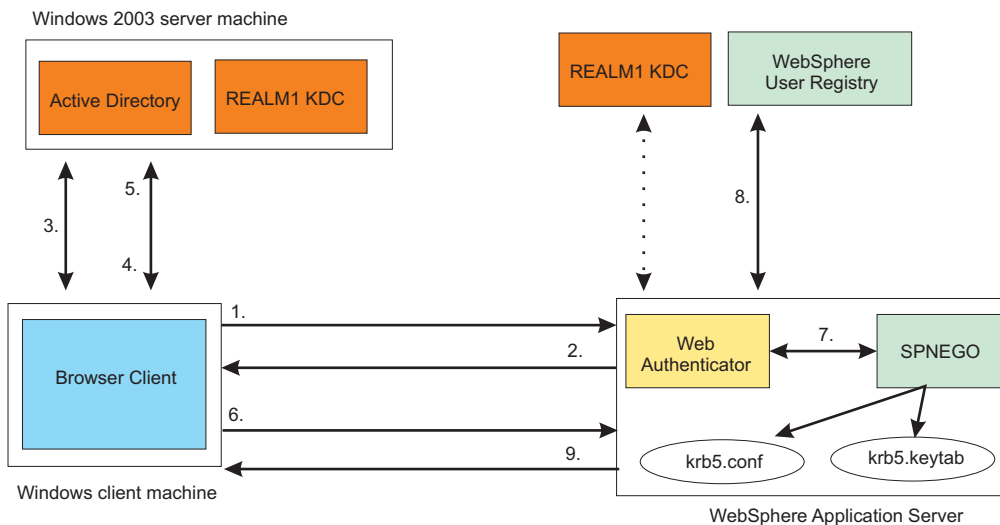 Windows 2003 server machine
Active Directory
REALM1 KDC
REALM1 KDC
WebSphere
User Registry
3.
5.
4.
8.
1.
2.
6.
9.
Browser Client
Web
Authenticator
7.
SPNEGO
krb5.conf
krb5.keytab
Windows client machine
WebSphere Application Server